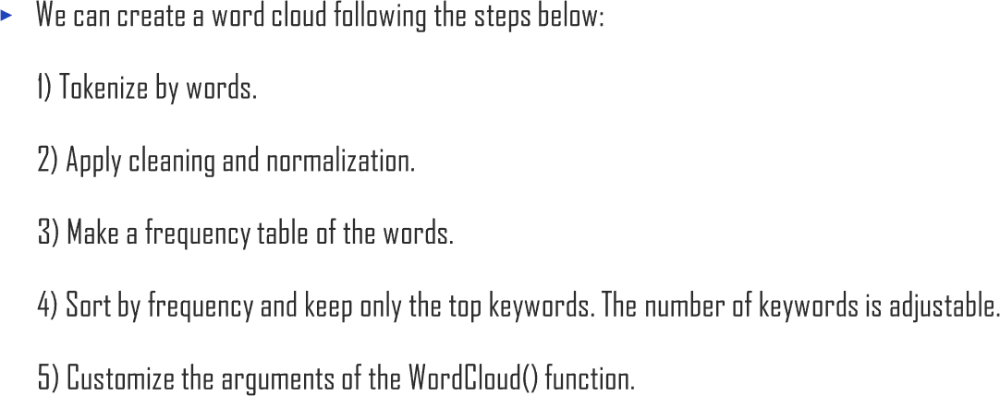 ► We can create a word cloud following the steps below:
1) Tokenize by words.
2) Apply cleaning and normalization.
3) Make a frequency table of the words.
4) Sort by frequency and keep only the top keywords. The number of keywords is adjustable.
5) Customize the arguments of the WordCloud() function.